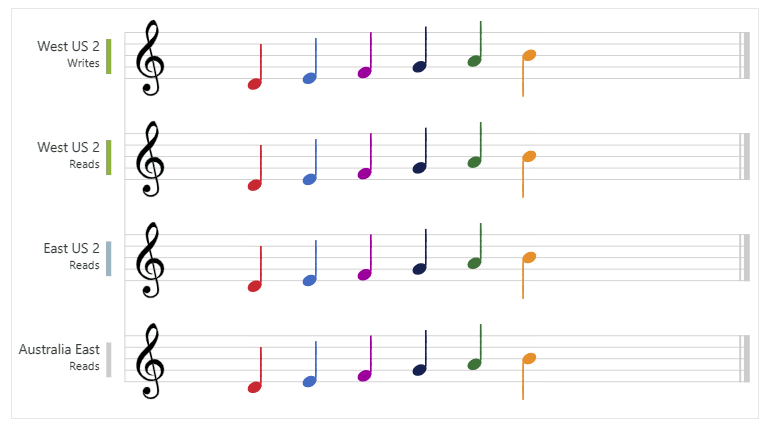 West US 2
Writes
West US 2
Reads
East US 2
Reads
Australia East
Reads